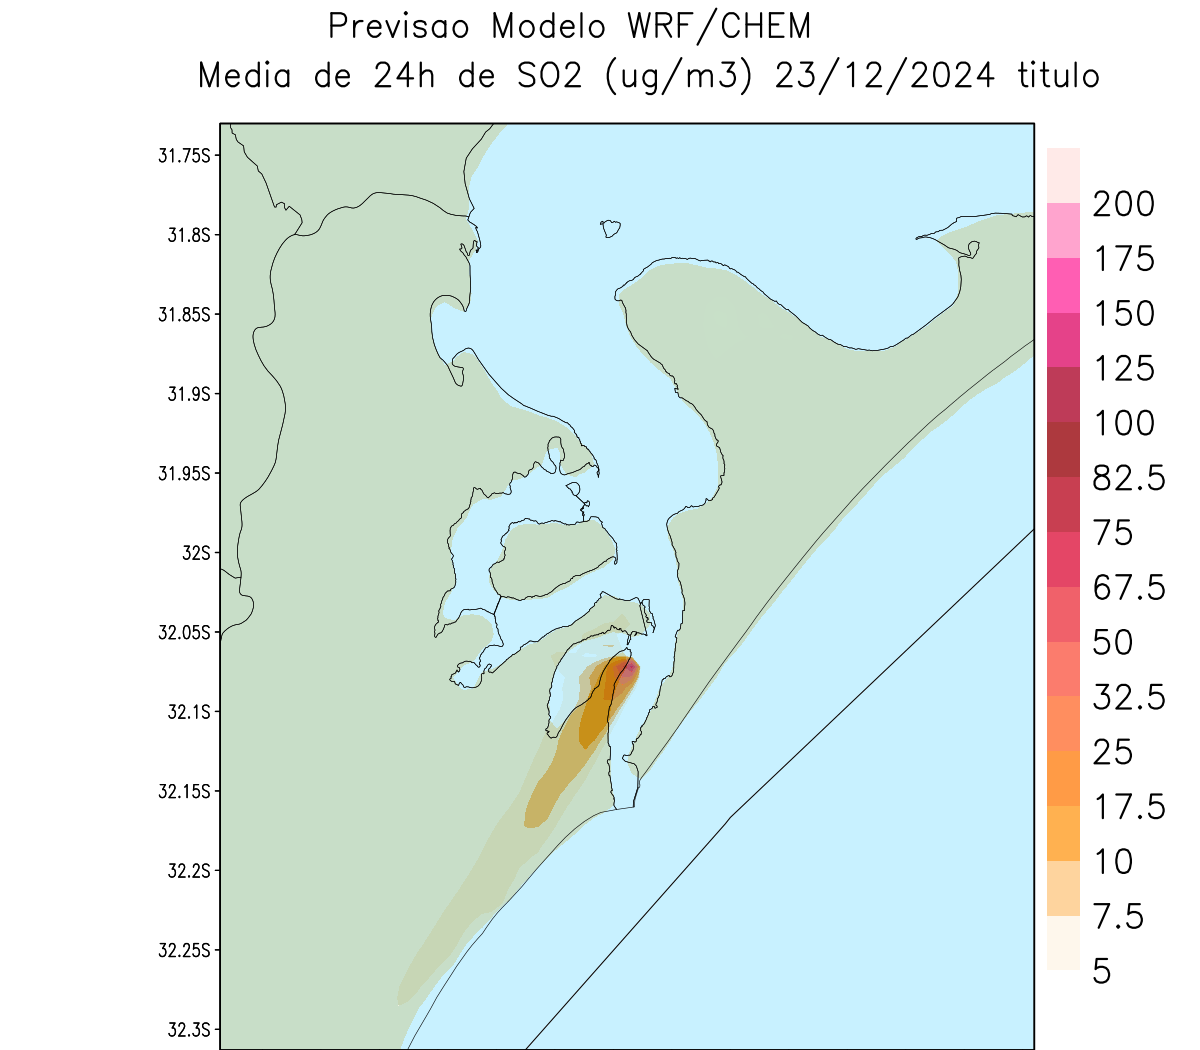 Previsao Modelo WRF/CHEM
Media de 24h de SO2 (ug/m3) 23/12/2024 titulo
31.75S
31.8S
31.85S
31.9S
31.95S
32S
32.05S
32.1S
32.15S
32.2S
32.25S
32.3S
200
175
150
125
100
82.5
75
67.5
50
32.5
25
17.5
10
7.5
5